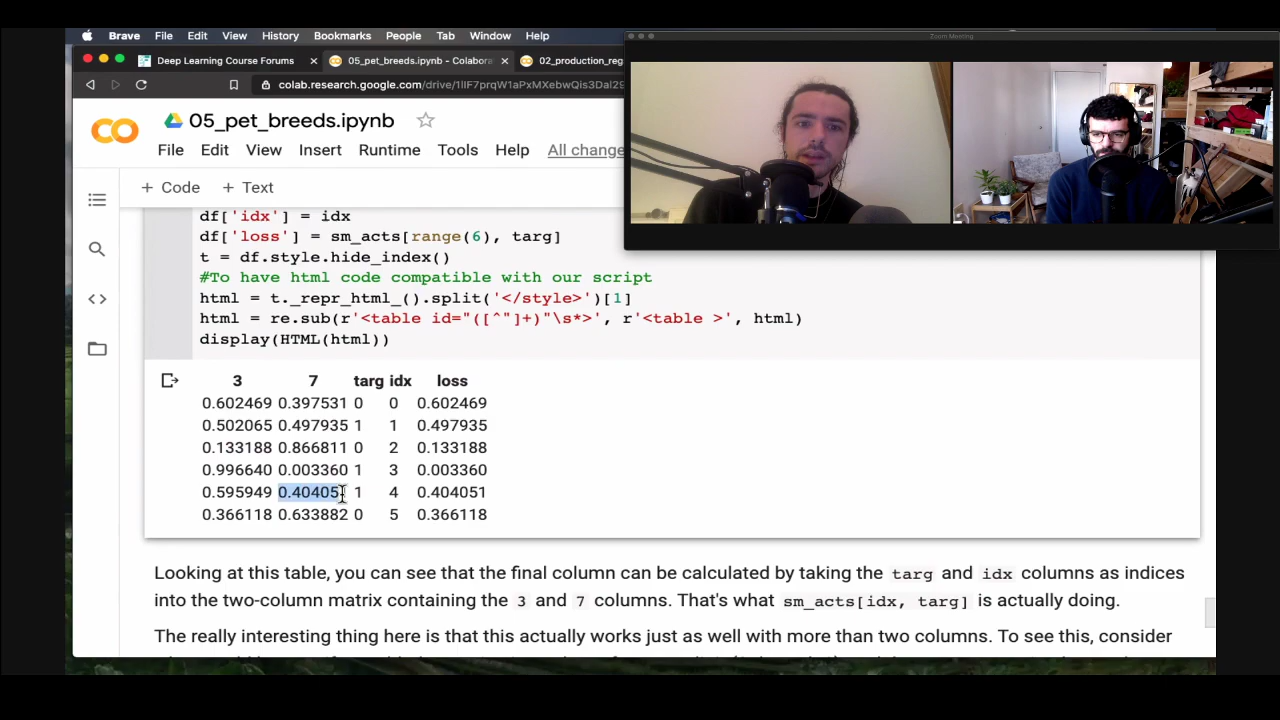 Brave File Edit View History Bookmarks People Tab Window Help
Zoom Meeting
Deep Learning Course Forums × 05_pet_breeds.ipynb - Colabora × 02_production_reg
colab.research.google.com/drive/
05_pet_breeds.ipynb
File Edit View Insert Runtime Tools Help All change
+ Code + Text
df['idx'] = idx
df['loss'] = sm_acts[range(6), targ]
t = df.style.hide_index()
#To have html code compatible with our script
html = t._repr_html_().split('</style>')[1]
html = re.sub(r'<table id="([^"]+)"\s*>', r'<table >', html)
display(HTML(html))
3 7 targ idx loss
0.602469 0.397531 0 0 0.602469
0.502065 0.497935 1 1 0.497935
0.133188 0.866811 0 2 0.133188
0.996640 0.003360 1 3 0.003360
0.595949 0.404051 1 4 0.404051
0.366118 0.633882 0 5 0.366118
Looking at this table, you can see that the final column can be calculated by taking the targ and idx columns as indices
into the two-column matrix containing the 3 and 7 columns. That's what sm_acts[idx, targ] is actually doing.
The really interesting thing here is that this actually works just as well with more than two columns. To see this, consider